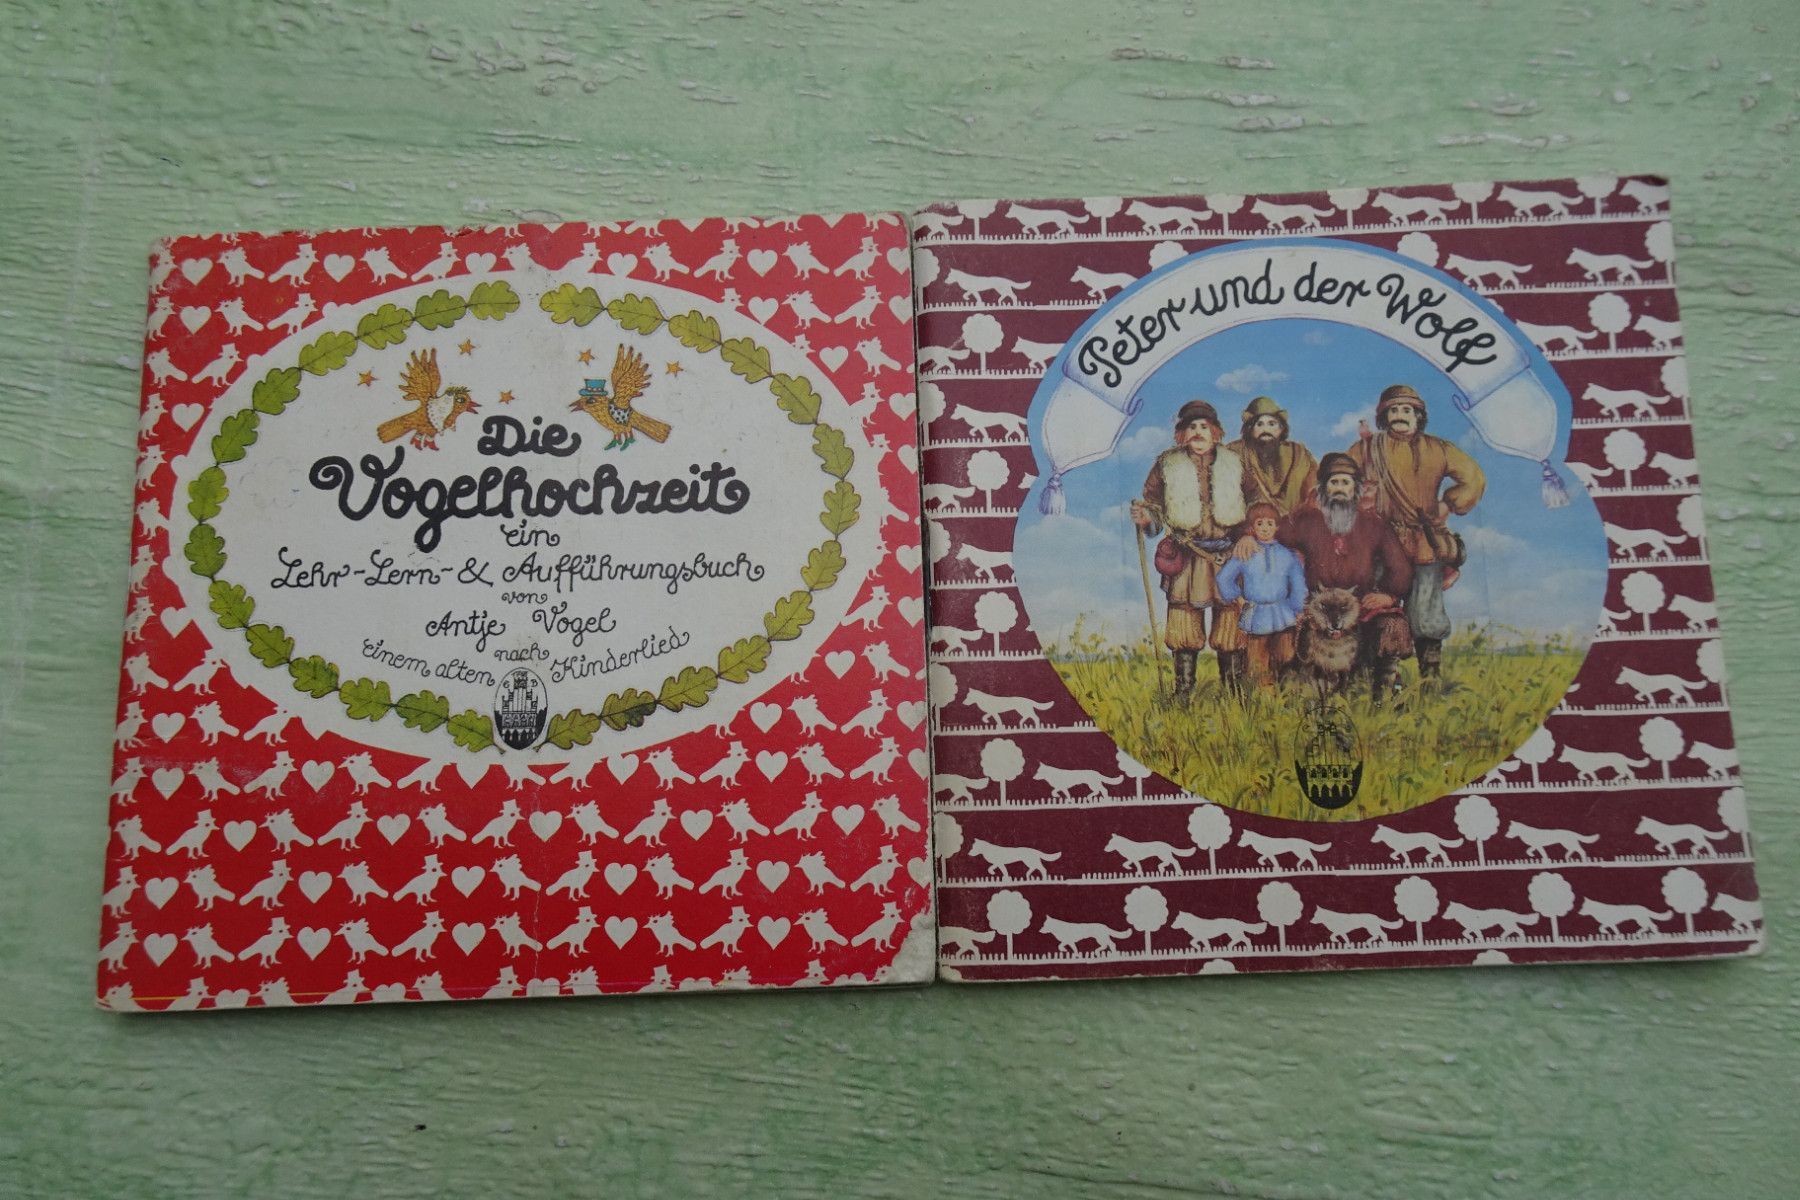 Die
Vogelhochzeit
ein
Lehr-Lern-& Aufführungsbuch
von
Antje Vogel
nach
einem alten Kinderlied
e B
Peter und der Wolf